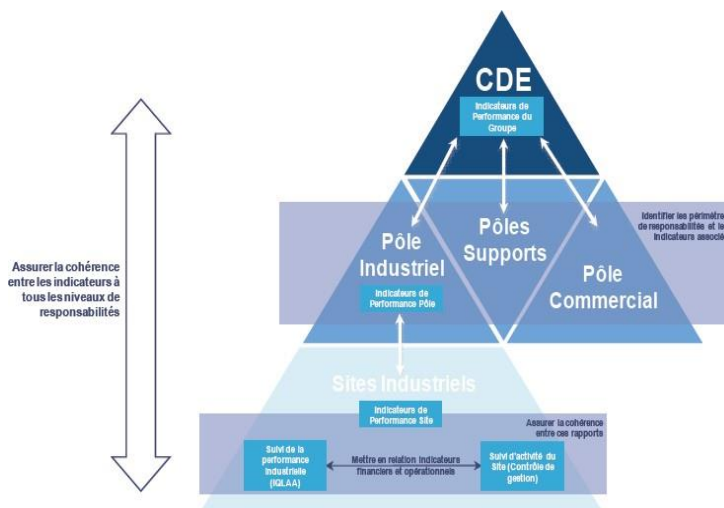 CDE
Indicateurs de
Performance du
Groupe
Identifier les périmètre
de responsabilités et le
indicateurs associé
Pôle
Industriel
Pôles
Supports
Pôle
Commercial
Indicateurs de
Performance Pôle
Assurer la cohérence
entre les indicateurs à
tous les niveaux de
responsabilités
Sites Industriels
Indicateurs de
Performance Site
Assurer la cohérence
entre ces rapports
Suivi de la
performance
industrielle
(IQLAA)
Mettre en relation indicateurs
financiers et opérationnels
Suivi d'activité du
Site (Contrôle de
gestion)